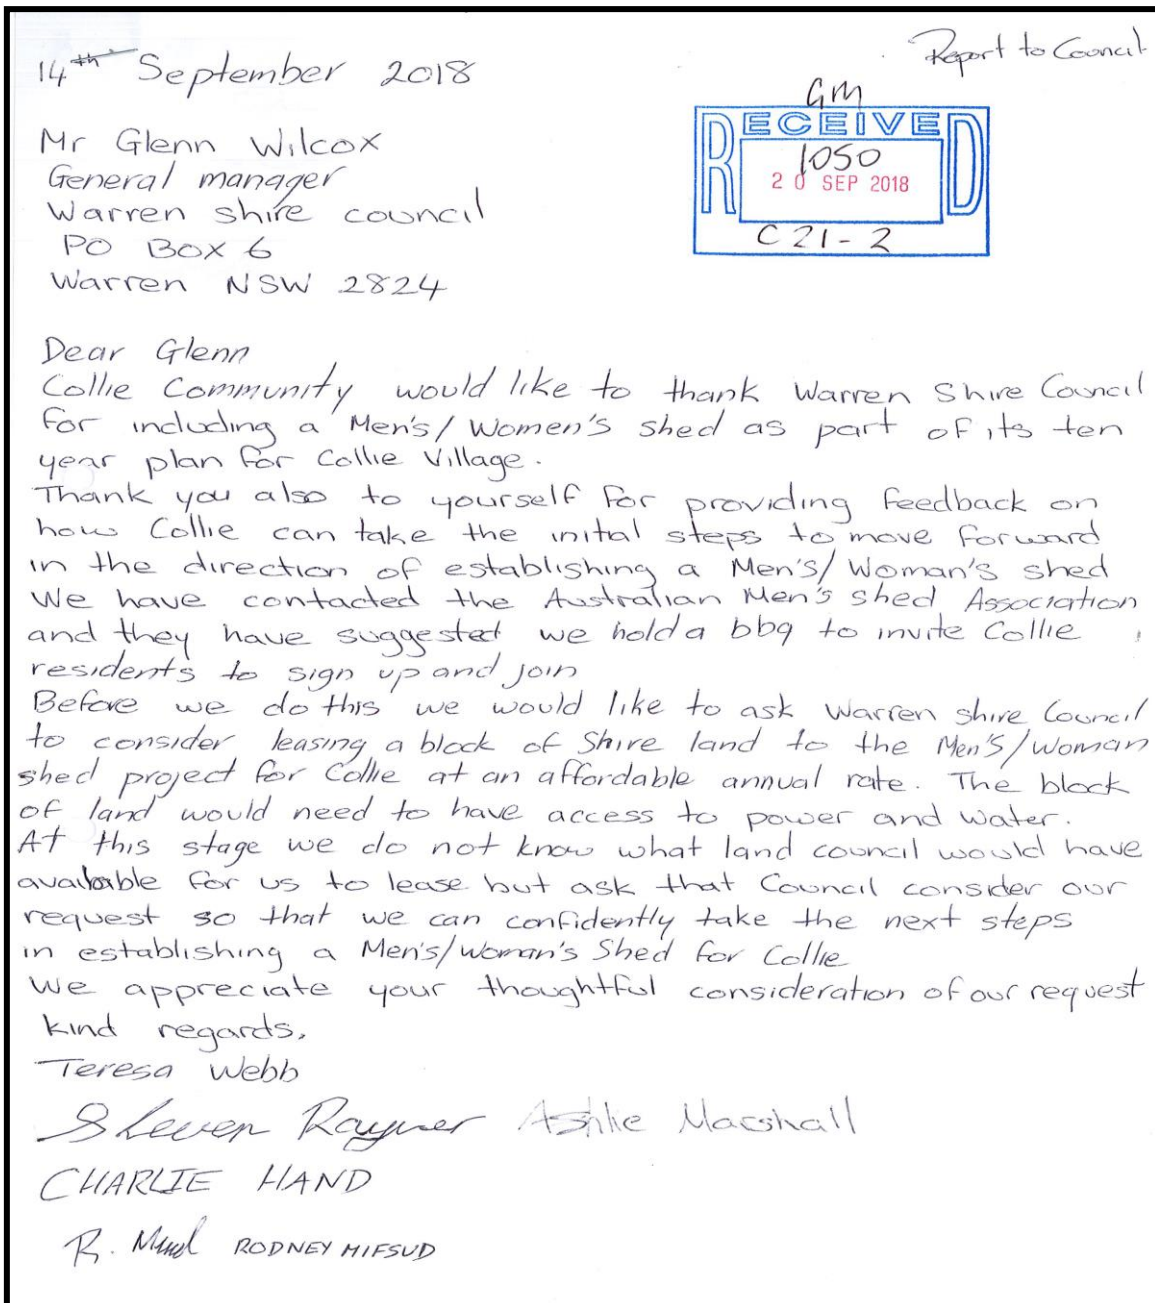 Report to Council
14th September 2018
GM
RECEIVED
1050
20 SEP 2018
C21-2
Mr Glenn Wilcox
General manager
Warren shire council
PO Box 6
Warren NSW 2824
Dear Glenn
Collie Community would like to thank Warren Shire Council
for including a Men's/Women's shed as part of its ten
year plan for Collie Village.
Thank you also to yourself for providing feedback on
how Collie can take the inital steps to move forward
in the direction of establishing a Men's/Woman's shed
We have contacted the Australian Men's shed Association
and they have suggested we hold a bbq to invite Collie
residents to sign up and join
Before we do this we would like to ask Warren shire Council
to consider leasing a block of Shire land to the Men's/Woman
shed project for Collie at an affordable annual rate. The block
of land would need to have access to power and water.
At this stage we do not know what land council would have
available for us to lease but ask that Council consider our
request so that we can confidently take the next steps
in establishing a Men's/Woman's Shed for Collie
We appreciate your thoughtful consideration of our request
kind regards,
Teresa Webb
Steven Rayner Ashlie Marshall
CHARLIE HAND
R. RODNEY MIFSUD